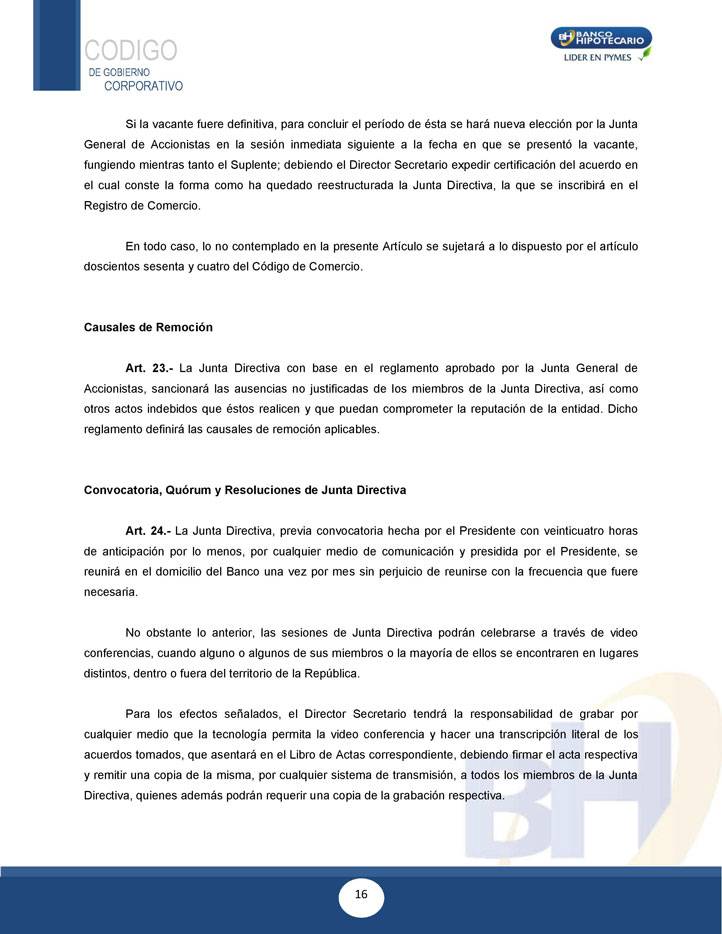 CODIGO
DE GOBIERNO
CORPORATIVO
BH BANCO
HIPOTECARIO
LIDER EN PYMES
Si la vacante fuere definitiva, para concluir el período de ésta se hará nueva elección por la Junta
General de Accionistas en la sesión inmediata siguiente a la fecha en que se presentó la vacante,
fungiendo mientras tanto el Suplente; debiendo el Director Secretario expedir certificación del acuerdo en
el cual conste la forma como ha quedado reestructurada la Junta Directiva, la que se inscribirá en el
Registro de Comercio.
En todo caso, lo no contemplado en la presente Artículo se sujetará a lo dispuesto por el artículo
doscientos sesenta y cuatro del Código de Comercio.
Causales de Remoción
Art. 23.- La Junta Directiva con base en el reglamento aprobado por la Junta General de
Accionistas, sancionará las ausencias no justificadas de los miembros de la Junta Directiva, así como
otros actos indebidos que éstos realicen y que puedan comprometer la reputación de la entidad. Dicho
reglamento definirá las causales de remoción aplicables.
Convocatoria, Quórum y Resoluciones de Junta Directiva
Art. 24.- La Junta Directiva, previa convocatoria hecha por el Presidente con veinticuatro horas
de anticipación por lo menos, por cualquier medio de comunicación y presidida por el Presidente, se
reunirá en el domicilio del Banco una vez por mes sin perjuicio de reunirse con la frecuencia que fuere
necesaria.
No obstante lo anterior, las sesiones de Junta Directiva podrán celebrarse a través de video
conferencias, cuando alguno o algunos de sus miembros o la mayoría de ellos se encontraren en lugares
distintos, dentro o fuera del territorio de la República.
Para los efectos señalados, el Director Secretario tendrá la responsabilidad de grabar por
cualquier medio que la tecnología permita la video conferencia y hacer una transcripción literal de los
acuerdos tomados, que asentará en el Libro de Actas correspondiente, debiendo firmar el acta respectiva
y remitir una copia de la misma, por cualquier sistema de transmisión, a todos los miembros de la Junta
Directiva, quienes además podrán requerir una copia de la grabación respectiva.
BH
16